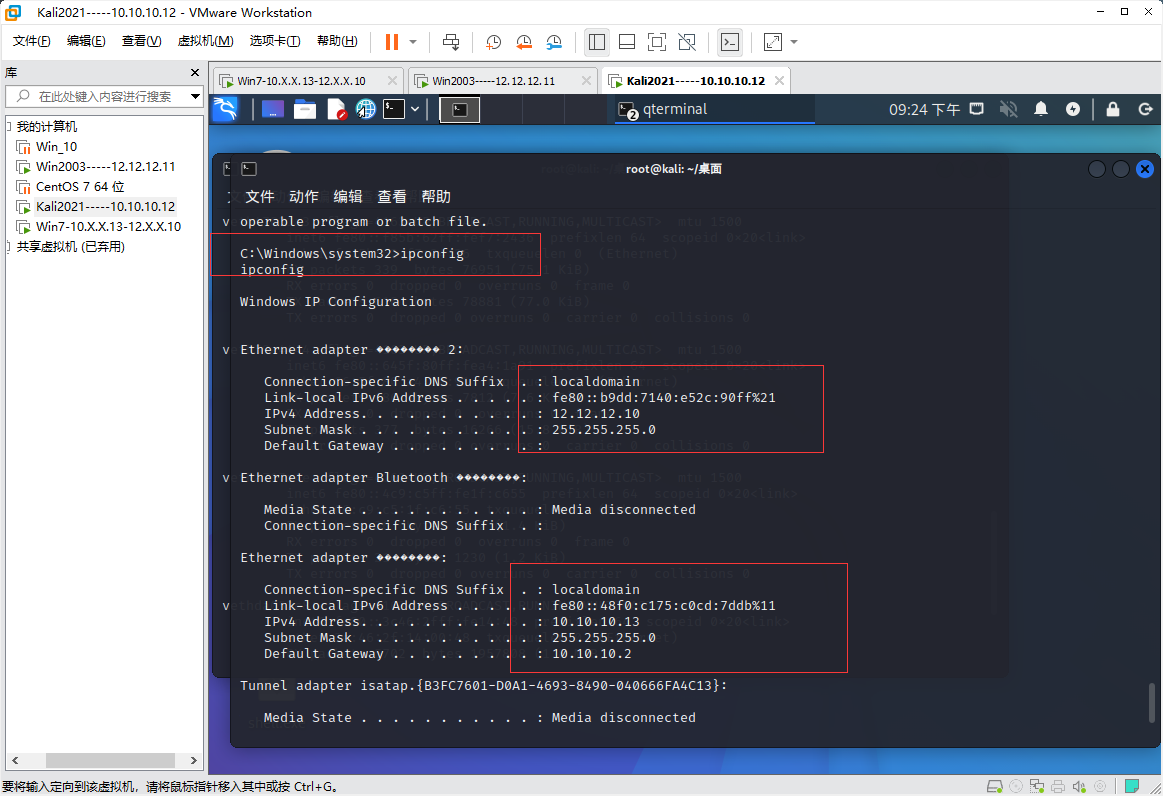 Kali2021-----10.10.10.12 - VMware Workstation
文件(F) 编辑(E) 查看(V) 虚拟机(M) 选项卡(T) 帮助(H)
库
在此处键入内容进行搜索
我的计算机
Win_10
Win2003-----12.12.12.11
CentOS 7 64 位
Kali2021-----10.10.10.12
Win7-10.X.X.13-12.X.X.10
共享虚拟机 (已弃用)
Win7-10.X.X.13-12.X.X.10
Win2003-----12.12.12.11
Kali2021-----10.10.10.12
2 qterminal
09:24 下午
root@kali: ~/桌面
文件 动作 编辑 查看 帮助
operable program or batch file.
C:\Windows\system32>ipconfig
ipconfig
Windows IP Configuration
Ethernet adapter ��������� 2:
Connection-specific DNS Suffix . : localdomain
Link-local IPv6 Address . . . . . : fe80::b9dd:7140:e52c:90ff%21
IPv4 Address. . . . . . . . . . . : 12.12.12.10
Subnet Mask . . . . . . . . . . . : 255.255.255.0
Default Gateway . . . . . . . . . :
Ethernet adapter Bluetooth ���������:
Media State . . . . . . . . . . . : Media disconnected
Connection-specific DNS Suffix . :
Ethernet adapter ���������:
Connection-specific DNS Suffix . : localdomain
Link-local IPv6 Address . . . . . : fe80::48f0:c175:c0cd:7ddb%11
IPv4 Address. . . . . . . . . . . : 10.10.10.13
Subnet Mask . . . . . . . . . . . : 255.255.255.0
Default Gateway . . . . . . . . . : 10.10.10.2
Tunnel adapter isatap.{B3FC7601-D0A1-4693-8490-040666FA4C13}:
Media State . . . . . . . . . . . : Media disconnected
要将输入定向到该虚拟机，请将鼠标指针移入其中或按 Ctrl+G。